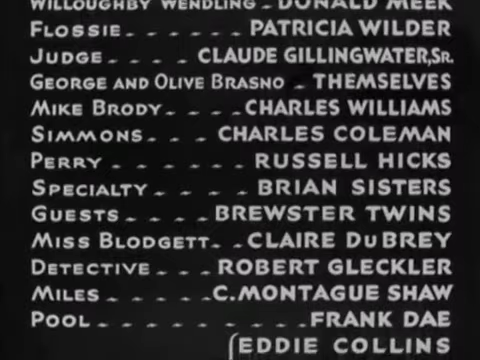 WILLOUGHBY WENDLING - DONALD MEEK
FLOSSIE - - - - - PATRICIA WILDER
JUDGE - - - - CLAUDE GILLINGWATER, SR.
GEORGE AND OLIVE BRASNO - THEMSELVES
MIKE BRODY - - - - CHARLES WILLIAMS
SIMMONS - - - - CHARLES COLEMAN
PERRY - - - - - - RUSSELL HICKS
SPECIALTY - - - - BRIAN SISTERS
GUESTS - - - - BREWSTER TWINS
MISS BLODGETT - - CLAIRE DUBREY
DETECTIVE - - - ROBERT GLECKLER
MILES - - - - - C. MONTAGUE SHAW
POOL - - - - - - - - FRANK DAE
EDDIE COLLINS